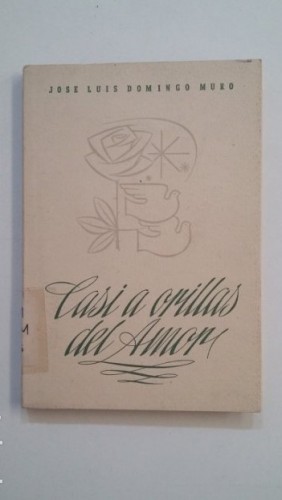 JOSE LUIS DOMINGO MURO
Casi a orillas
del Amor
M